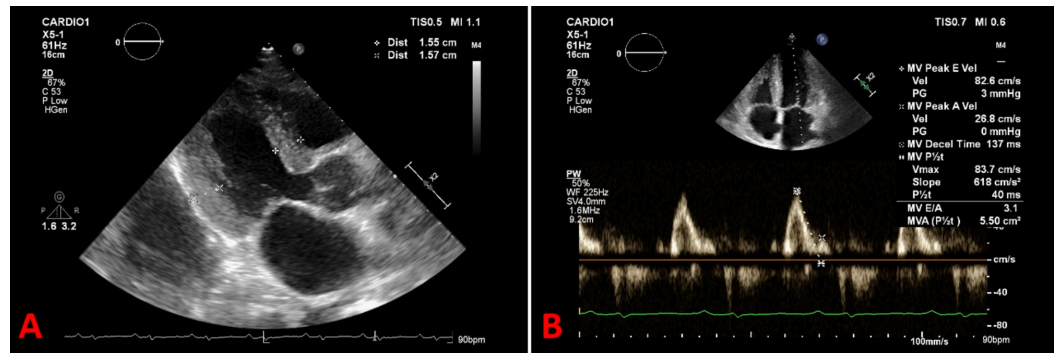 CARDIO1
X5-1
61Hz
16cm
2D
67%
C 53
P Low
HGen
0
P
TIS0.5 MI 1.1
Dist 1.55 cm
Dist 1.57 cm
M4
X2
G
P R
1.6 3.2
A
90bpm
CARDIO1
X5-1
61Hz
16cm
2D
67%
C 53
P Low
HGen
0
P
TIS0.7 MI 0.6
M4
X2
MV Peak E Vel
Vel 82.6 cm/s
PG 3 mmHg
MV Peak A Vel
Vel 26.8 cm/s
PG 0 mmHg
MV Decel Time 137 ms
MV P½t
Vmax 83.7 cm/s
Slope 618 cm/s²
P½t 40 ms
MV E/A 3.1
MVA (P½t) 5.50 cm²
PW
50%
WF 225Hz
SV4.0mm
1.6MHz
9.2cm
cm/s
-40
-80
B
100mm/s
90bpm